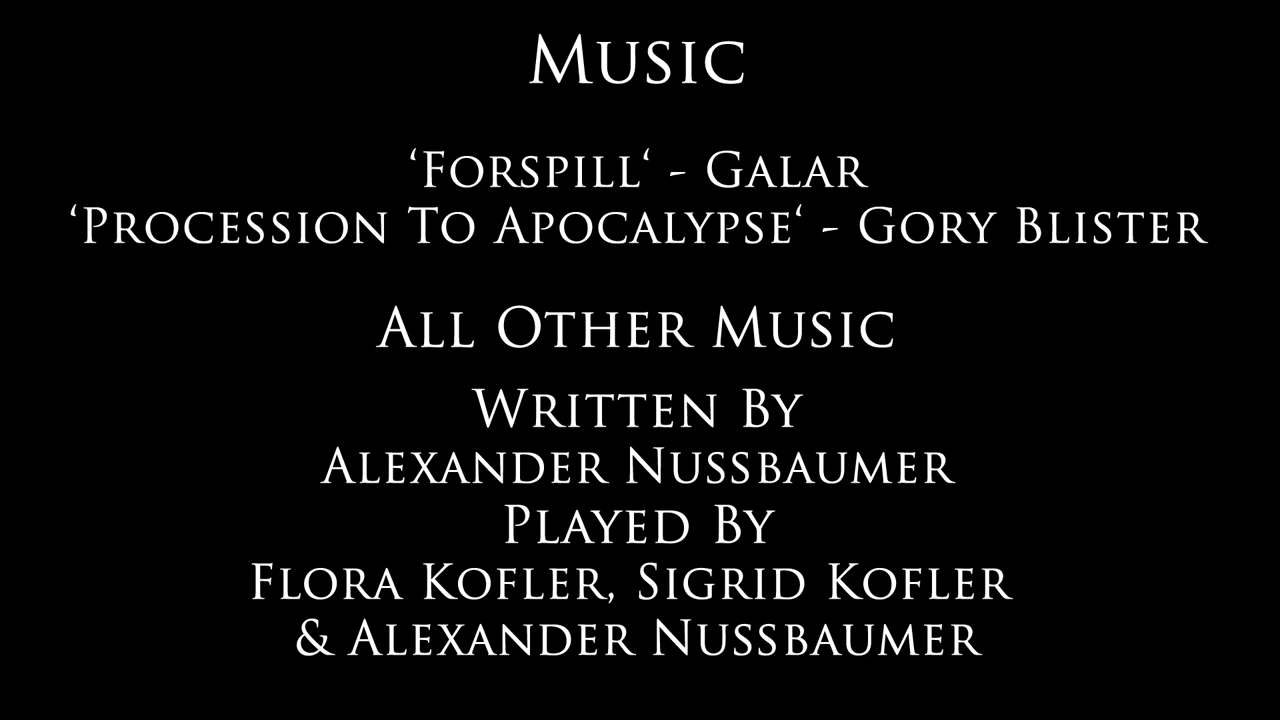 Music
‘Forspill‘ - Galar
‘Procession To Apocalypse‘ - Gory Blister
All Other Music
Written By
Alexander Nussbaumer
Played By
Flora Kofler, Sigrid Kofler
& Alexander Nussbaumer